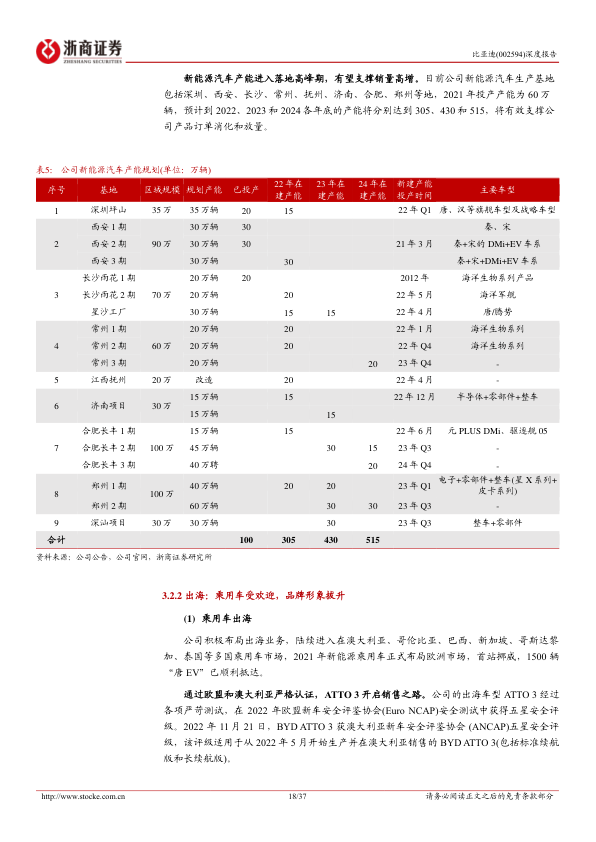 浙商证券
ZHESHANG SECURITIES
比亚迪(002594)深度报告
新能源汽车产能进入落地高峰期，有望支撑销量高增。目前公司新能源汽车生产基地
包括深圳、西安、长沙、常州、抚州、济南、合肥、郑州等地，2021 年投产产能为 60 万
辆，预计到 2022、2023 和 2024 各年底的产能将分别达到 305、430 和 515，将有效支撑公
司产品订单消化和放量。
表5： 公司新能源汽车产能规划(单位：万辆)
序号 基地 区域规模 规划产能 已投产 22 年在建产能 23 年在建产能 24 年在建产能 新建产能投产时间 主要车型
1 深圳坪山 35 万 35 万辆 20 15 22 年 Q1 唐、汉等旗舰车型及战略车型
西安 1 期 30 万辆 30 秦、宋
2 西安 2 期 90 万 30 万辆 30 21 年 3 月 秦+宋的 DMi+EV 车系
西安 3 期 30 万辆 30 秦+宋+DMi+EV 车系
长沙雨花 1 期 20 万辆 20 2012 年 海洋生物系列产品
3 长沙雨花 2 期 70 万 20 万辆 20 22 年 5 月 海洋军舰
星沙工厂 30 万辆 15 15 22 年 4 月 唐/腾势
常州 1 期 20 万辆 20 22 年 1 月 海洋生物系列
4 常州 2 期 60 万 20 万辆 20 22 年 Q4 海洋生物系列
常州 3 期 20 万辆 20 23 年 Q4 -
5 江西抚州 20 万 改造 20 22 年 4 月 -
6 济南项目 30 万 15 万辆 15 22 年 12 月 半导体+零部件+整车
15 万辆 15
合肥长丰 1 期 15 万辆 15 22 年 6 月 元 PLUS DMi、驱逐舰 05
7 合肥长丰 2 期 100 万 45 万辆 30 15 23 年 Q3 -
合肥长丰 3 期 40 万辆 20 24 年 Q4 -
8 郑州 1 期 100 万 40 万辆 20 20 23 年 Q1 电子+零部件+整车(星 X 系列+皮卡系列)
郑州 2 期 60 万辆 30 30 23 年 Q3 -
9 深汕项目 30 万 30 万辆 30 23 年 Q3 整车+零部件
合计 100 305 430 515
资料来源：公司公告，公司官网，浙商证券研究所
3.2.2 出海：乘用车受欢迎，品牌形象拔升
(1) 乘用车出海
公司积极布局出海业务，陆续进入在澳大利亚、哥伦比亚、巴西、新加坡、哥斯达黎
加、泰国等多国乘用车市场，2021 年新能源乘用车正式布局欧洲市场，首站挪威，1500 辆
“唐 EV”已顺利抵达。
通过欧盟和澳大利亚严格认证，ATTO 3 开启销售之路。公司的出海车型 ATTO 3 经过
各项严苛测试，在 2022 年欧盟新车安全评鉴协会(Euro NCAP)安全测试中获得五星安全评
级。2022 年 11 月 21 日，BYD ATTO 3 获澳大利亚新车安全评鉴协会 (ANCAP)五星安全评
级，该评级适用于从 2022 年 5 月开始生产并在澳大利亚销售的 BYD ATTO 3(包括标准续航
版和长续航版)。
http://www.stocke.com.cn
18/37
请务必阅读正文之后的免责条款部分